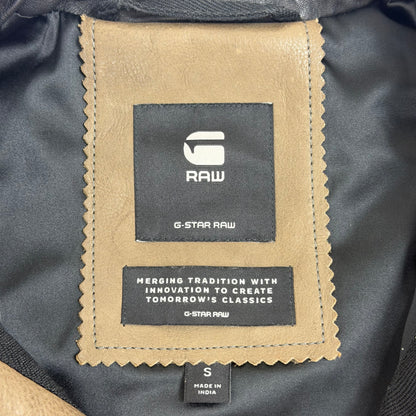 G
RAW
G-STAR RAW
MERGING TRADITION WITH
INNOVATION TO CREATE
TOMORROW'S CLASSICS
G-STAR RAW
S
MADE IN
INDIA